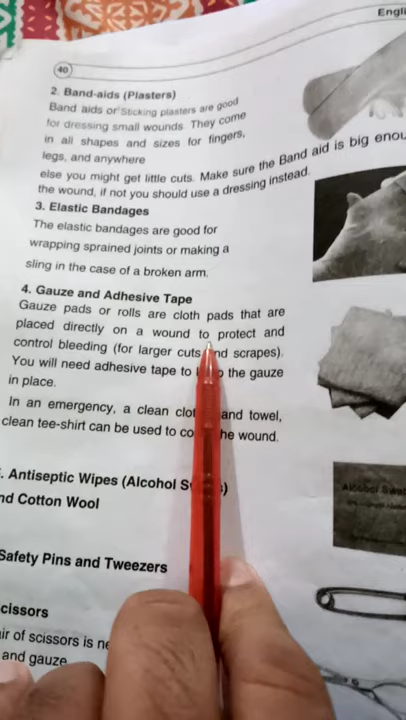 Engli
40
2. Band-aids (Plasters)
Band aids or Sticking plasters are good
for dressing small wounds. They come
in all shapes and sizes for fingers,
legs, and anywhere
else you might get little cuts. Make sure the Band aid is big enou
the wound, if not you should use a dressing instead.
3. Elastic Bandages
The elastic bandages are good for
wrapping sprained joints or making a
sling in the case of a broken arm.
4. Gauze and Adhesive Tape
Gauze pads or rolls are cloth pads that are
placed directly on a wound to protect and
control bleeding (for larger cuts and scrapes).
You will need adhesive tape to the gauze
in place.
In an emergency, a clean clot hand towel,
clean tee-shirt can be used to co the wound.
. Antiseptic Wipes (Alcohol S )
nd Cotton Wool
Alcohol Swab
Safety Pins and Tweezers
cissors
air of scissors is ne
and gauze